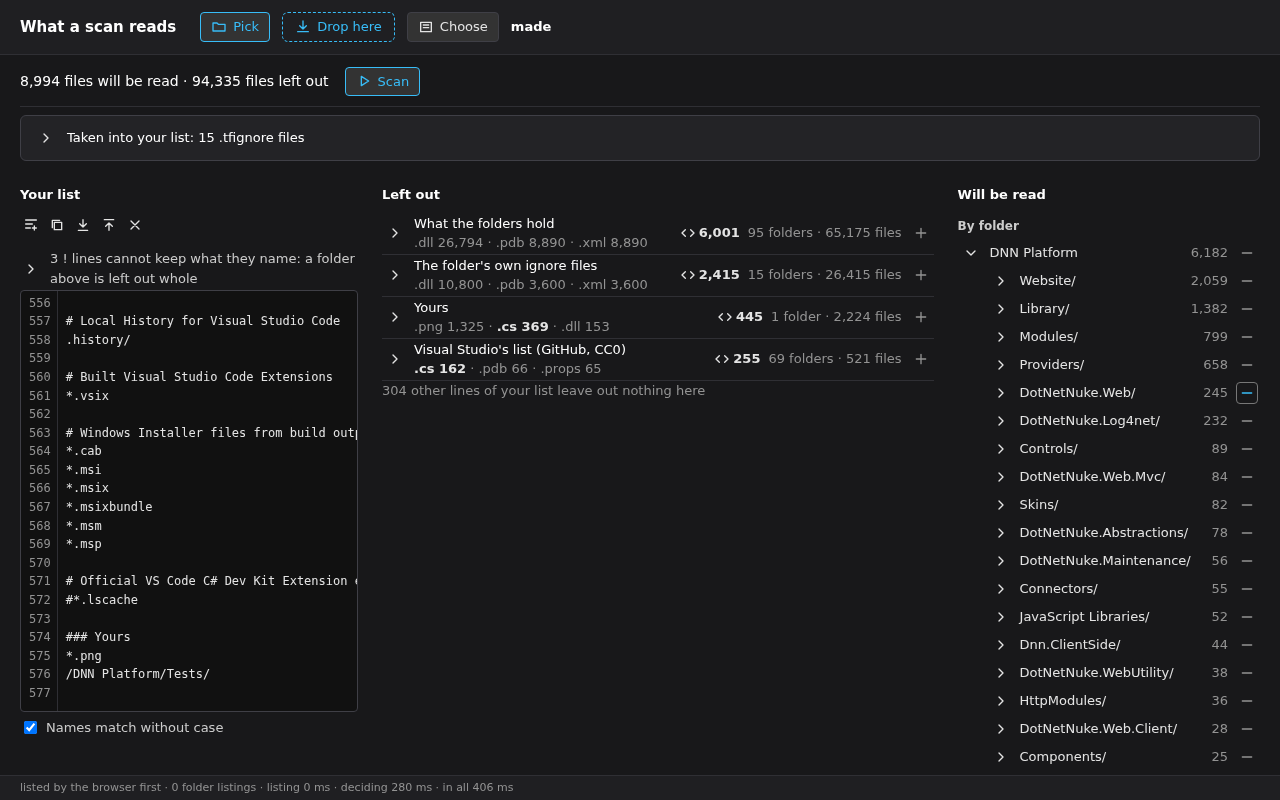 What a scan reads Pick Drop here Choose made
8,994 files will be read · 94,335 files left out Scan
Taken into your list: 15 .tfignore files
Your list
3 ! lines cannot keep what they name: a folder
above is left out whole
556
557 # Local History for Visual Studio Code
558 .history/
559
560 # Built Visual Studio Code Extensions
561 *.vsix
562
563 # Windows Installer files from build outp
564 *.cab
565 *.msi
566 *.msix
567 *.msixbundle
568 *.msm
569 *.msp
570
571 # Official VS Code C# Dev Kit Extension e
572 #*.lscache
573
574 ### Yours
575 *.png
576 /DNN Platform/Tests/
577
Names match without case
Left out
What the folders hold 6,001 95 folders · 65,175 files
.dll 26,794 · .pdb 8,890 · .xml 8,890
The folder's own ignore files 2,415 15 folders · 26,415 files
.dll 10,800 · .pdb 3,600 · .xml 3,600
Yours 445 1 folder · 2,224 files
.png 1,325 · .cs 369 · .dll 153
Visual Studio's list (GitHub, CC0) 255 69 folders · 521 files
.cs 162 · .pdb 66 · .props 65
304 other lines of your list leave out nothing here
Will be read
By folder
DNN Platform 6,182
Website/ 2,059
Library/ 1,382
Modules/ 799
Providers/ 658
DotNetNuke.Web/ 245
DotNetNuke.Log4net/ 232
Controls/ 89
DotNetNuke.Web.Mvc/ 84
Skins/ 82
DotNetNuke.Abstractions/ 78
DotNetNuke.Maintenance/ 56
Connectors/ 55
JavaScript Libraries/ 52
Dnn.ClientSide/ 44
DotNetNuke.WebUtility/ 38
HttpModules/ 36
DotNetNuke.Web.Client/ 28
Components/ 25
listed by the browser first · 0 folder listings · listing 0 ms · deciding 280 ms · in all 406 ms